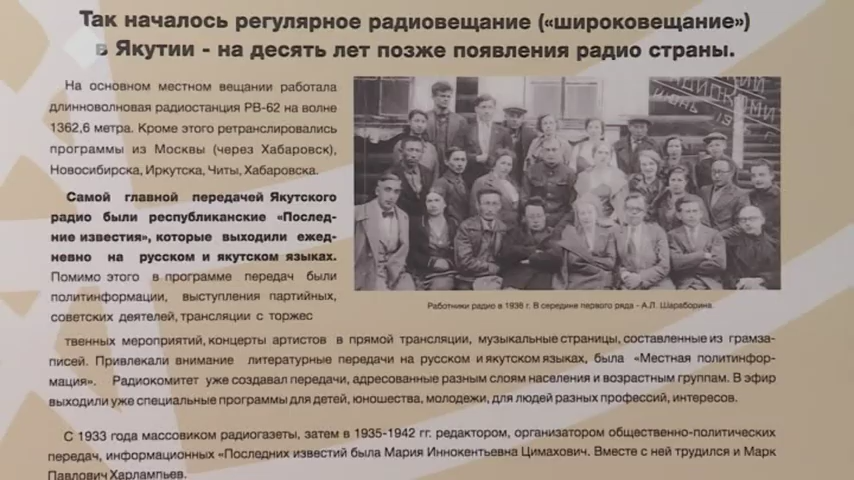 Так началось регулярное радиовещание («широковещание»)
в Якутии - на десять лет позже появления радио страны.
На основном местном вещании работала
длинноволновая радиостанция РВ-62 на волне
1362,6 метра. Кроме этого ретранслировались
программы из Москвы (через Хабаровск),
Новосибирска, Иркутска, Читы, Хабаровска.
Самой главной передачей Якутского
радио были республиканские «Послед-
ние известия», которые выходили ежед-
невно на русском и якутском языках.
Помимо этого в программе передач были
политинформации, выступления партийных,
советских деятелей, трансляции с торжес
ИЮНЬ 19
Работники радио в 1936 г. В середини первого ряда - А.Л. Шараборина.
твенных мероприятий, концерты артистов в прямой трансляции, музыкальные страницы, составленные из грамза-
писей. Привлекали внимание литературные передачи на русском и якутском языках, была «Местная политинфор-
мация». Радиокомитет уже создавал передачи, адресованные разным слоям населения и возрастным группам. В эфир
выходили уже специальные программы для детей, юношества, молодежи, для людей разных профессий, интересов.
С 1933 года массовиком радиогазеты, затем в 1935-1942 гг. редактором, организатором общественно-политических
передач, информационных «Последних известий была Мария Иннокентьевна Цимахович. Вместе с ней трудился и Марк
Павлович Харлампьев.